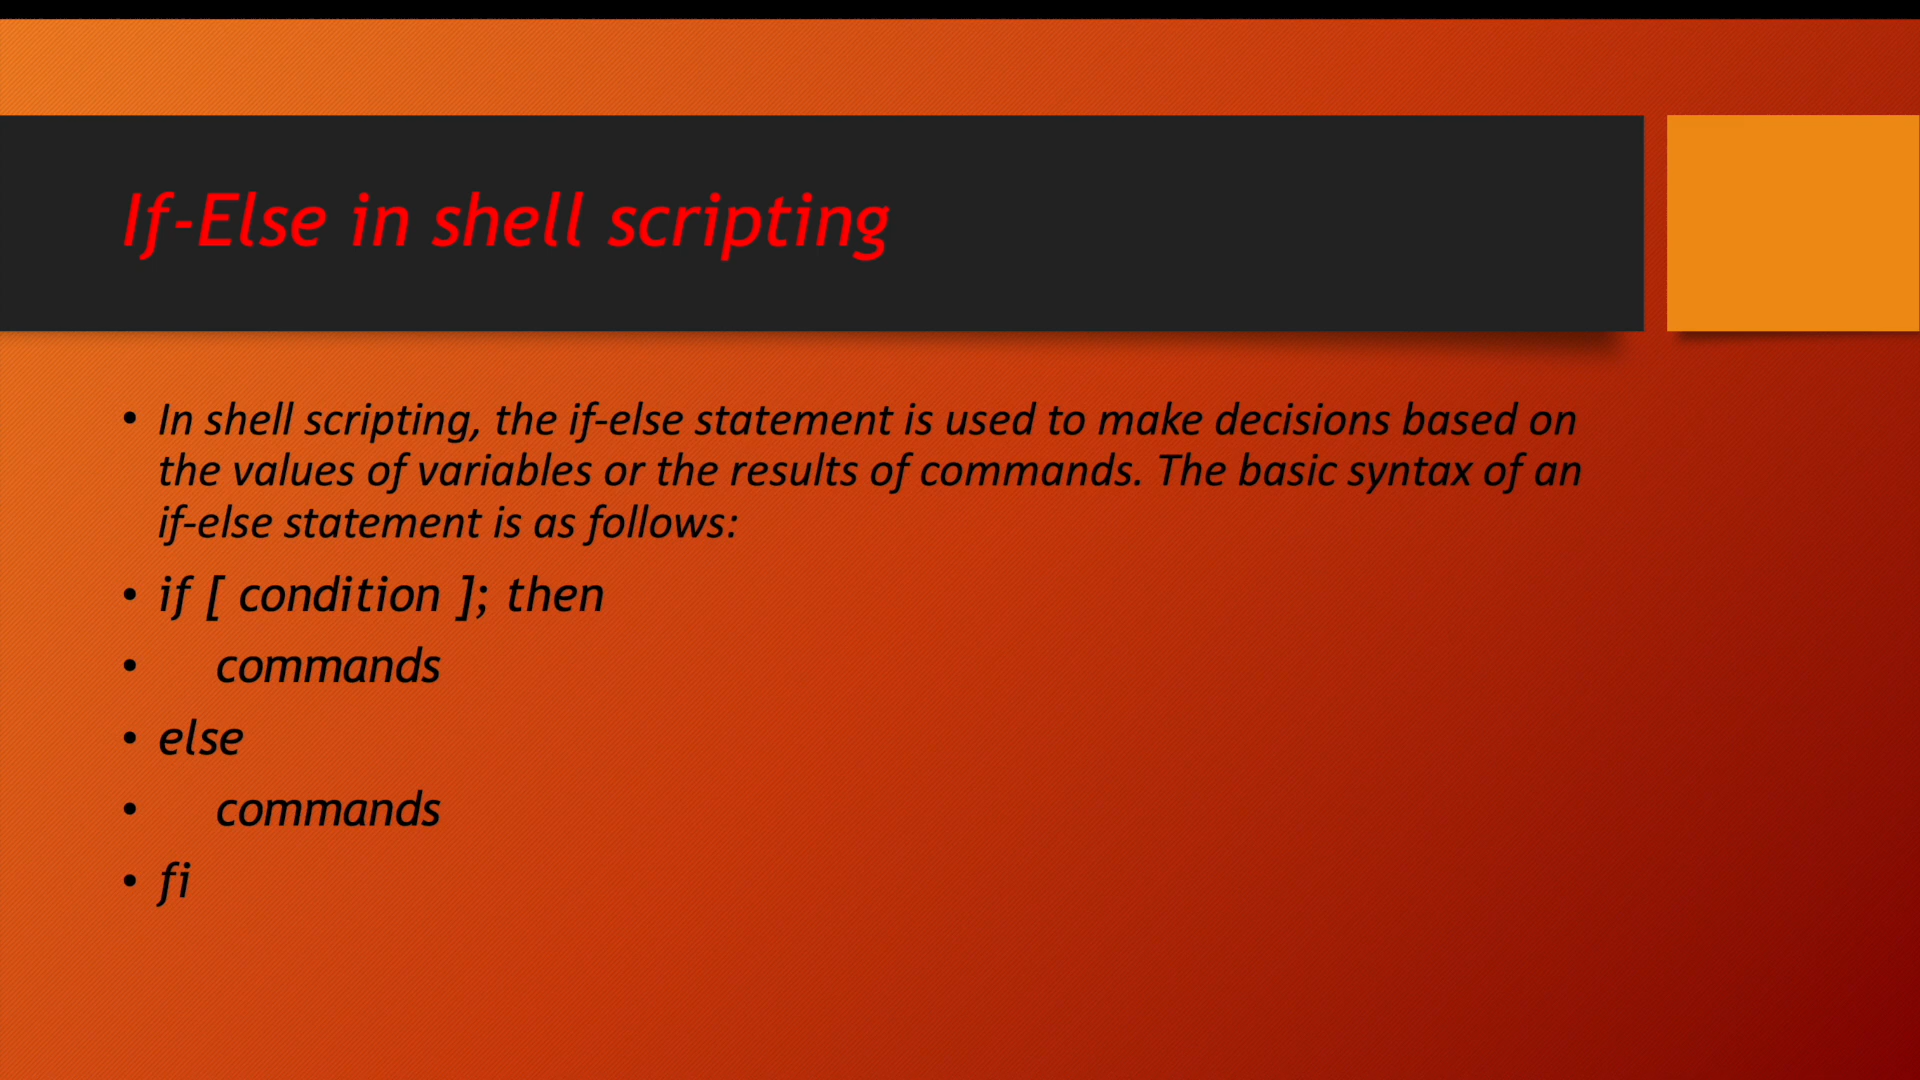 If-Else in shell scripting
• In shell scripting, the if-else statement is used to make decisions based on
the values of variables or the results of commands. The basic syntax of an
if-else statement is as follows:
• if [ condition ]; then
•    commands
• else
•    commands
• fi